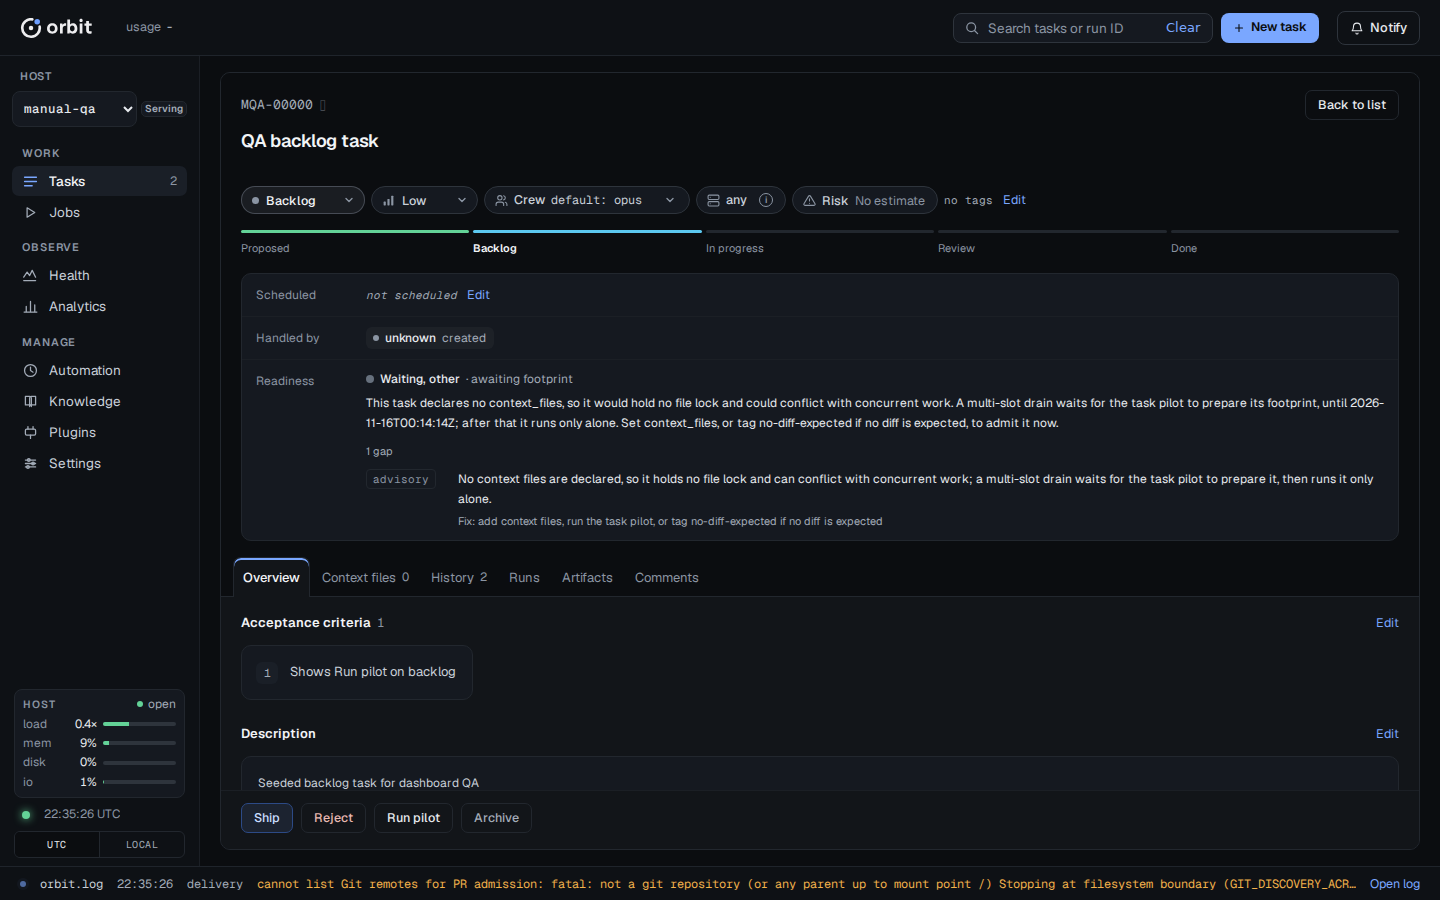 orbit
usage -
Search tasks or run ID
Clear
+ New task
Notify
HOST
manual-qa
Serving
WORK
Tasks 2
Jobs
OBSERVE
Health
Analytics
MANAGE
Automation
Knowledge
Plugins
Settings
HOST open
load 0.4×
mem 9%
disk 0%
io 1%
22:35:26 UTC
UTC LOCAL
MQA-00000
Back to list
QA backlog task
Backlog
Low
Crew default: opus
any
Risk No estimate
no tags Edit
Proposed
Backlog
In progress
Review
Done
Scheduled not scheduled Edit
Handled by unknown created
Readiness Waiting, other · awaiting footprint
This task declares no context_files, so it would hold no file lock and could conflict with concurrent work. A multi-slot drain waits for the task pilot to prepare its footprint, until 2026-
11-16T00:14:14Z; after that it runs only alone. Set context_files, or tag no-diff-expected if no diff is expected, to admit it now.
1 gap
advisory No context files are declared, so it holds no file lock and can conflict with concurrent work; a multi-slot drain waits for the task pilot to prepare it, then runs it only
alone.
Fix: add context files, run the task pilot, or tag no-diff-expected if no diff is expected
Overview
Context files 0
History 2
Runs
Artifacts
Comments
Acceptance criteria 1 Edit
1 Shows Run pilot on backlog
Description Edit
Seeded backlog task for dashboard QA
Ship
Reject
Run pilot
Archive
orbit.log 22:35:26 delivery cannot list Git remotes for PR admission: fatal: not a git repository (or any parent up to mount point /) Stopping at filesystem boundary (GIT_DISCOVERY_ACR… Open log